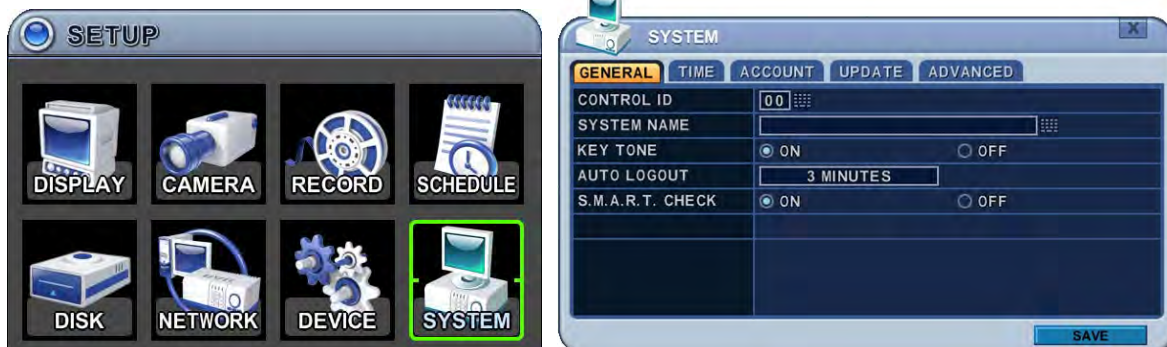 SETUP
DISPLAY
CAMERA
RECORD
SCHEDULE
DISK
NETWORK
DEVICE
SYSTEM
SYSTEM
X
GENERAL TIME ACCOUNT UPDATE ADVANCED
CONTROL ID 00
SYSTEM NAME
KEY TONE ON OFF
AUTO LOGOUT 3 MINUTES
S.M.A.R.T. CHECK ON OFF
SAVE